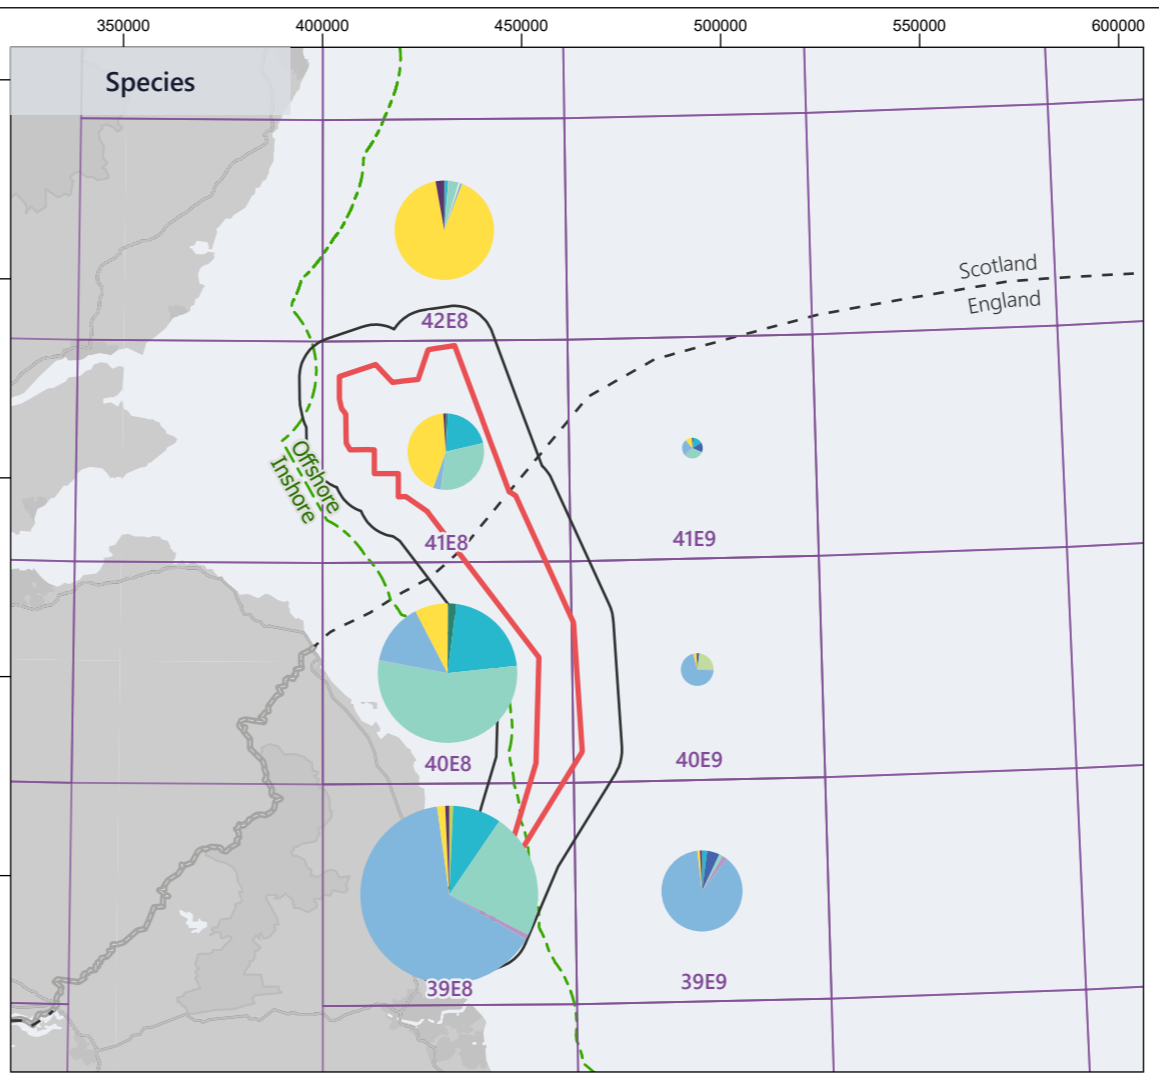 350000 400000 450000 500000 550000 600000
Species
Scotland
England
42E8
Offshore
Inshore
41E8 41E9
40E8 40E9
39E8 39E9